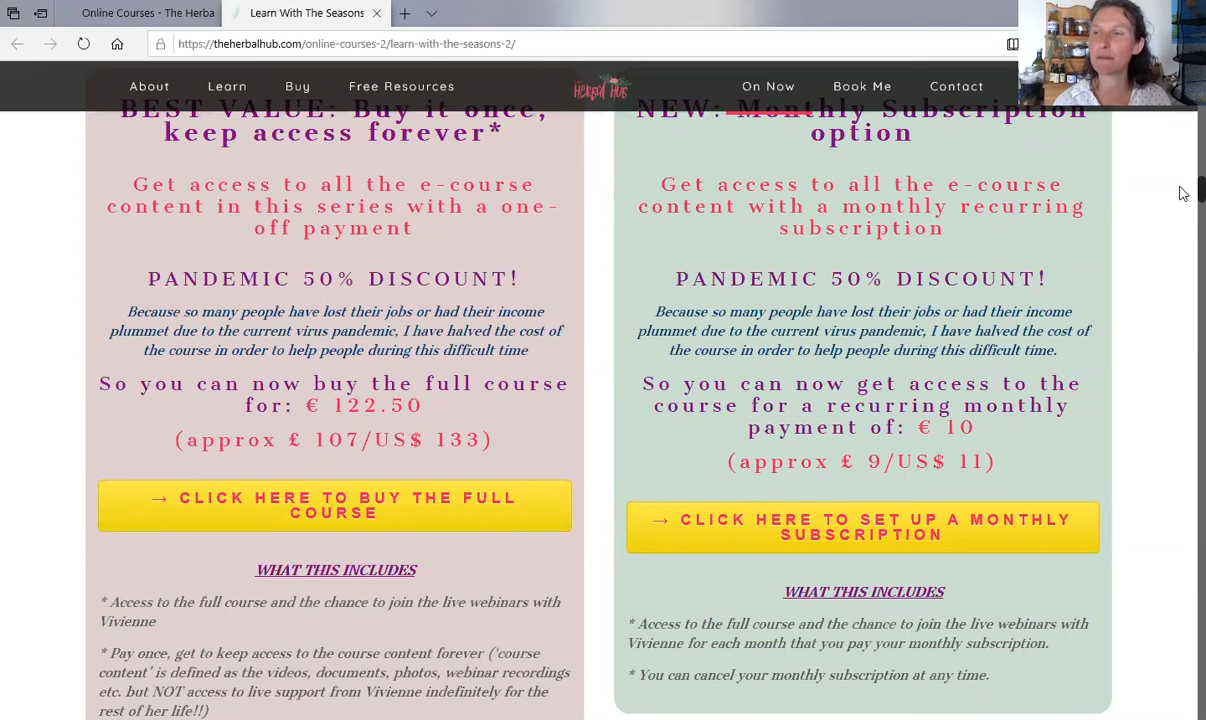 Online Courses - The Herba
Learn With The Seasons
https://theherbalhub.com/online-courses-2/learn-with-the-seasons-2/
About Learn Buy Free Resources Herbal Hub On Now Book Me Contact
BEST VALUE: Buy it once,
keep access forever*
Get access to all the e-course
content in this series with a one-
off payment
PANDEMIC 50% DISCOUNT!
Because so many people have lost their jobs or had their income
plummet due to the current virus pandemic, I have halved the cost of
the course in order to help people during this difficult time
So you can now buy the full course
for: € 122.50
(approx £ 107/US$ 133)
→ CLICK HERE TO BUY THE FULL
COURSE
WHAT THIS INCLUDES
* Access to the full course and the chance to join the live webinars with
Vivienne
* Pay once, get to keep access to the course content forever ('course
content' is defined as the videos, documents, photos, webinar recordings
etc. but NOT access to live support from Vivienne indefinitely for the
rest of her life!!)
NEW: Monthly Subscription
option
Get access to all the e-course
content with a monthly recurring
subscription
PANDEMIC 50% DISCOUNT!
Because so many people have lost their jobs or had their income
plummet due to the current virus pandemic, I have halved the cost of
the course in order to help people during this difficult time.
So you can now get access to the
course for a recurring monthly
payment of: € 10
(approx £ 9/US$ 11)
→ CLICK HERE TO SET UP A MONTHLY
SUBSCRIPTION
WHAT THIS INCLUDES
* Access to the full course and the chance to join the live webinars with
Vivienne for each month that you pay your monthly subscription.
* You can cancel your monthly subscription at any time.